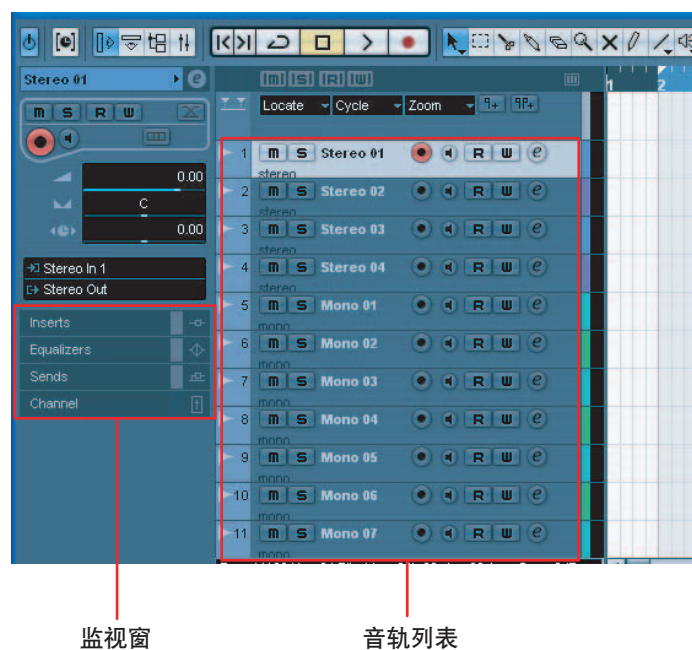 Stereo 01
m S R W
0.00
C
0.00
Stereo In 1
Stereo Out
Inserts
Equalizers
Sends
Channel
[m] [S] [R] [W]
Locate Cycle Zoom
1 2
1 m S Stereo 01 R W e
stereo
2 m S Stereo 02 R W e
stereo
3 m S Stereo 03 R W e
stereo
4 m S Stereo 04 R W e
stereo
5 m S Mono 01 R W e
mono
6 m S Mono 02 R W e
mono
7 m S Mono 03 R W e
mono
8 m S Mono 04 R W e
mono
9 m S Mono 05 R W e
mono
10 m S Mono 06 R W e
mono
11 m S Mono 07 R W e
mono
监视窗
音轨列表